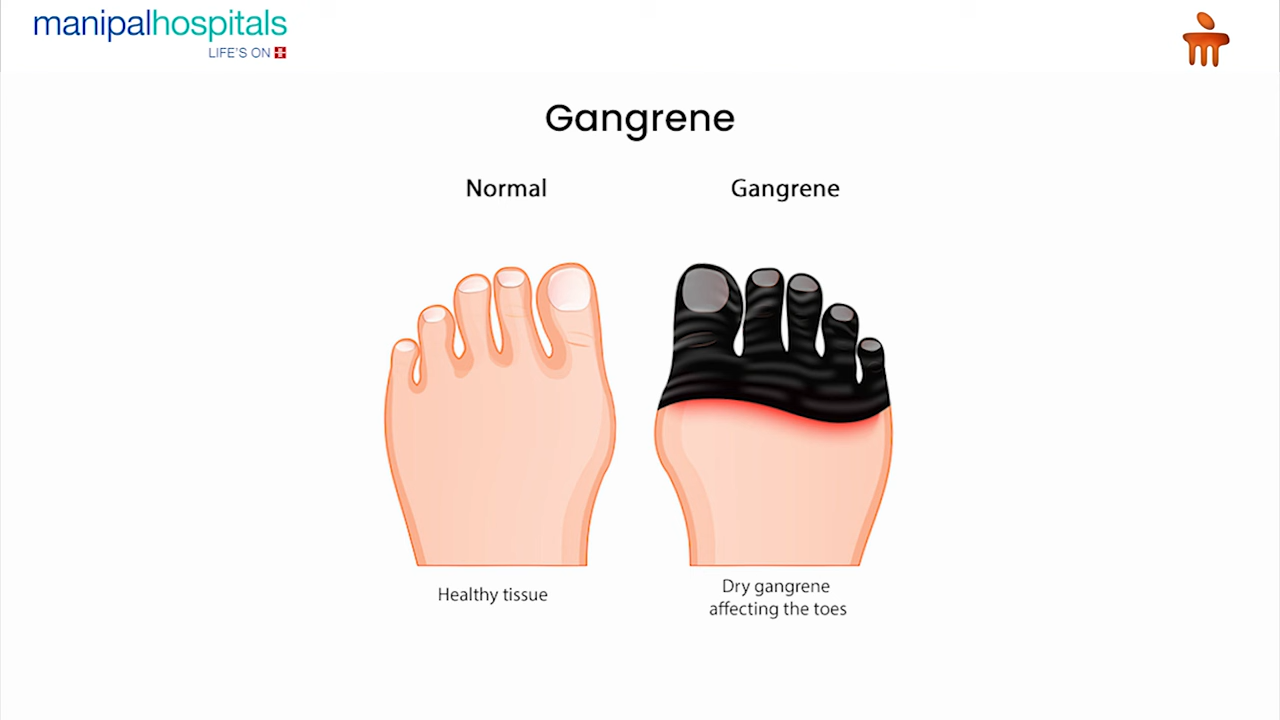 manipalhospitals
LIFE'S ON
Gangrene
Normal
Gangrene
Healthy tissue
Dry gangrene
affecting the toes